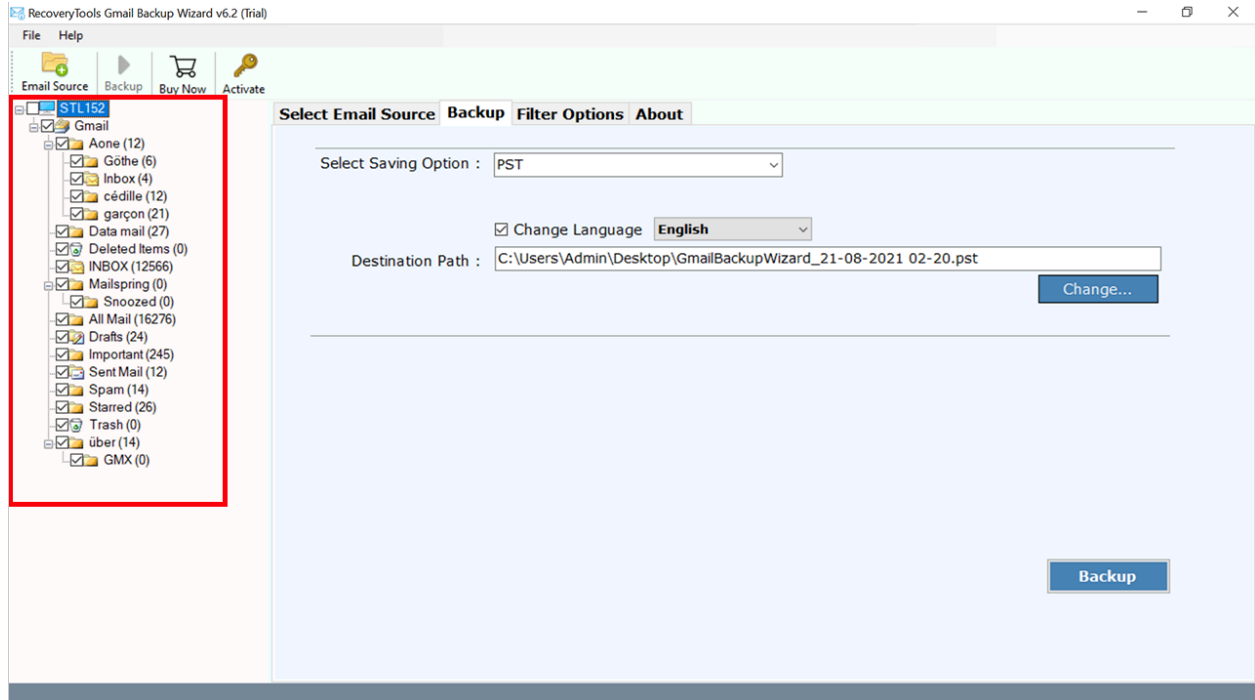 RecoveryTools Gmail Backup Wizard v6.2 (Trial)
File Help
Email Source Backup Buy Now Activate
STL152
Gmail
Aone (12)
Göthe (6)
Inbox (4)
cédille (12)
garçon (21)
Data mail (27)
Deleted Items (0)
INBOX (12566)
Mailspring (0)
Snoozed (0)
All Mail (16276)
Drafts (24)
Important (245)
Sent Mail (12)
Spam (14)
Starred (26)
Trash (0)
über (14)
GMX (0)
Select Email Source Backup Filter Options About
Select Saving Option : PST
Change Language English
Destination Path : C:\Users\Admin\Desktop\GmailBackupWizard_21-08-2021 02-20.pst
Change...
Backup